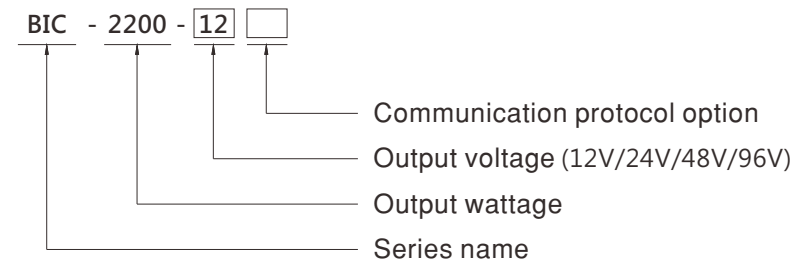 BIC - 2200 - 12
Communication protocol option
Output voltage (12V/24V/48V/96V)
Output wattage
Series name